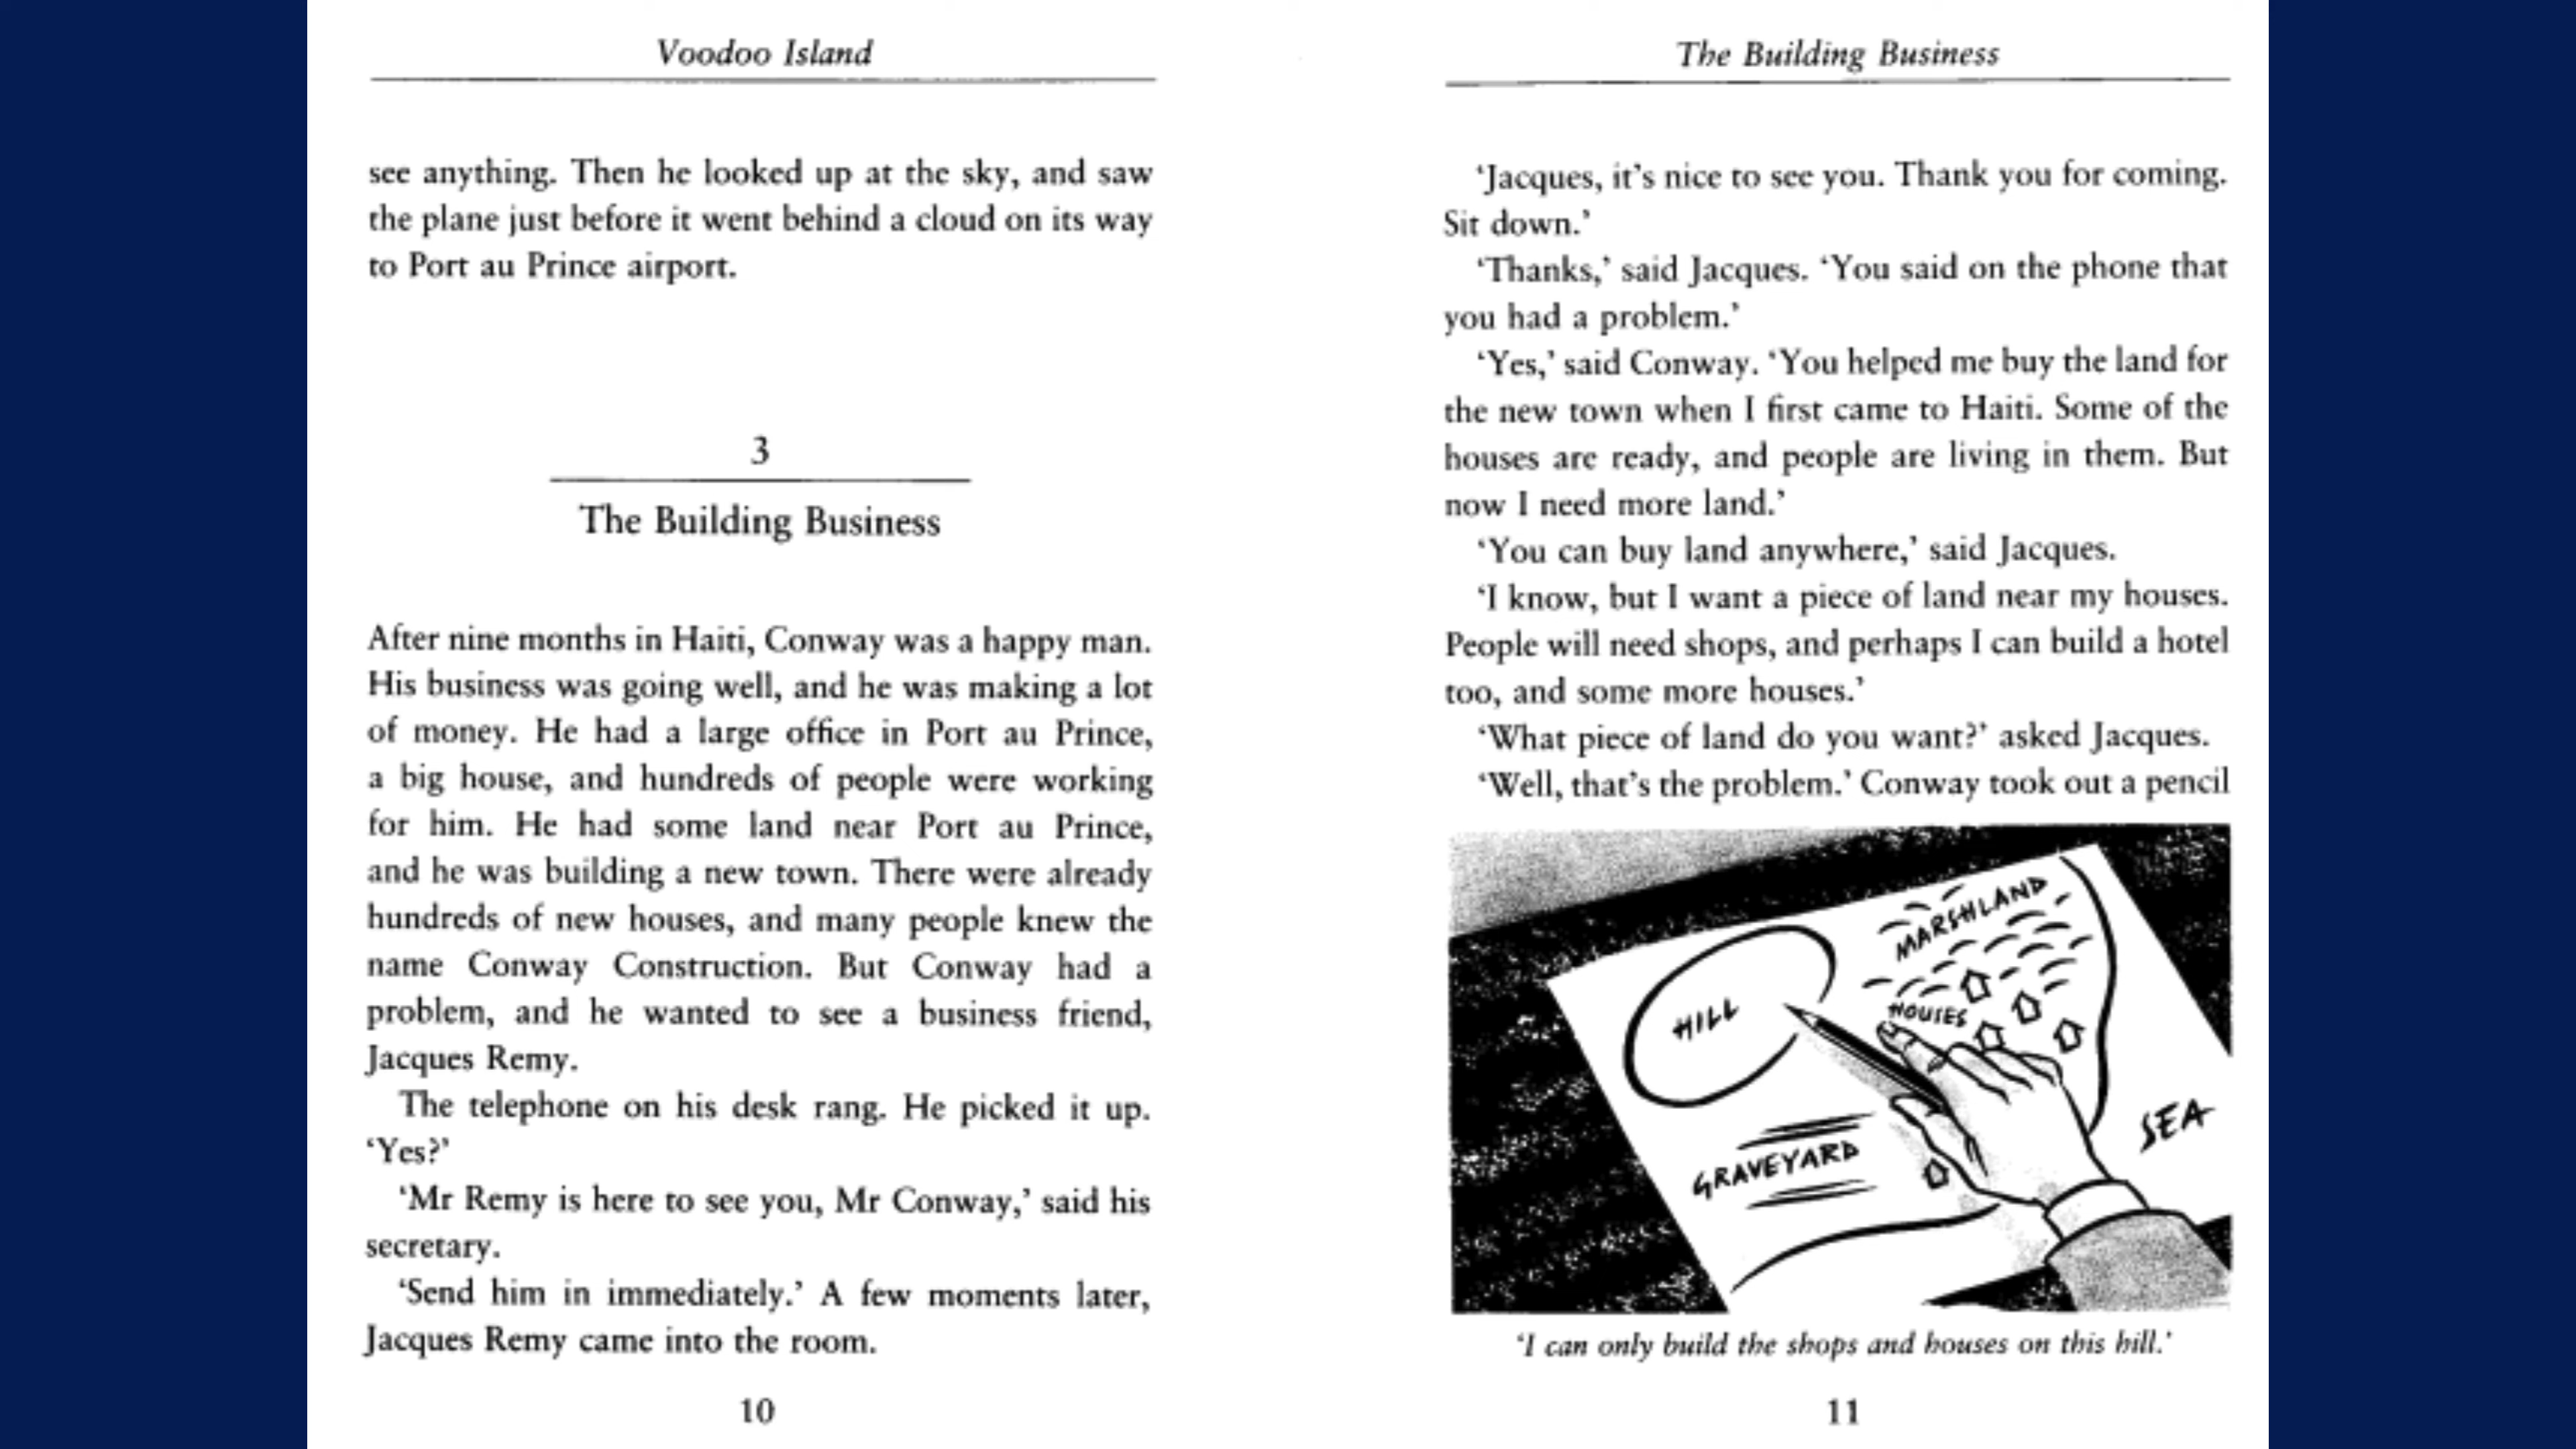 Voodoo Island
see anything. Then he looked up at the sky, and saw
the plane just before it went behind a cloud on its way
to Port au Prince airport.
3
The Building Business
After nine months in Haiti, Conway was a happy man.
His business was going well, and he was making a lot
of money. He had a large office in Port au Prince,
a big house, and hundreds of people were working
for him. He had some land near Port au Prince,
and he was building a new town. There were already
hundreds of new houses, and many people knew the
name Conway Construction. But Conway had a
problem, and he wanted to see a business friend,
Jacques Remy.
The telephone on his desk rang. He picked it up.
‘Yes?’
‘Mr Remy is here to see you, Mr Conway,’ said his
secretary.
‘Send him in immediately.’ A few moments later,
Jacques Remy came into the room.
10
The Building Business
‘Jacques, it’s nice to see you. Thank you for coming.
Sit down.’
‘Thanks,’ said Jacques. ‘You said on the phone that
you had a problem.’
‘Yes,’ said Conway. ‘You helped me buy the land for
the new town when I first came to Haiti. Some of the
houses are ready, and people are living in them. But
now I need more land.’
‘You can buy land anywhere,’ said Jacques.
‘I know, but I want a piece of land near my houses.
People will need shops, and perhaps I can build a hotel
too, and some more houses.’
‘What piece of land do you want?’ asked Jacques.
‘Well, that’s the problem.’ Conway took out a pencil
MARSHLAND
HILL
HOUSES
SEA
GRAVEYARD
‘I can only build the shops and houses on this hill.’
11